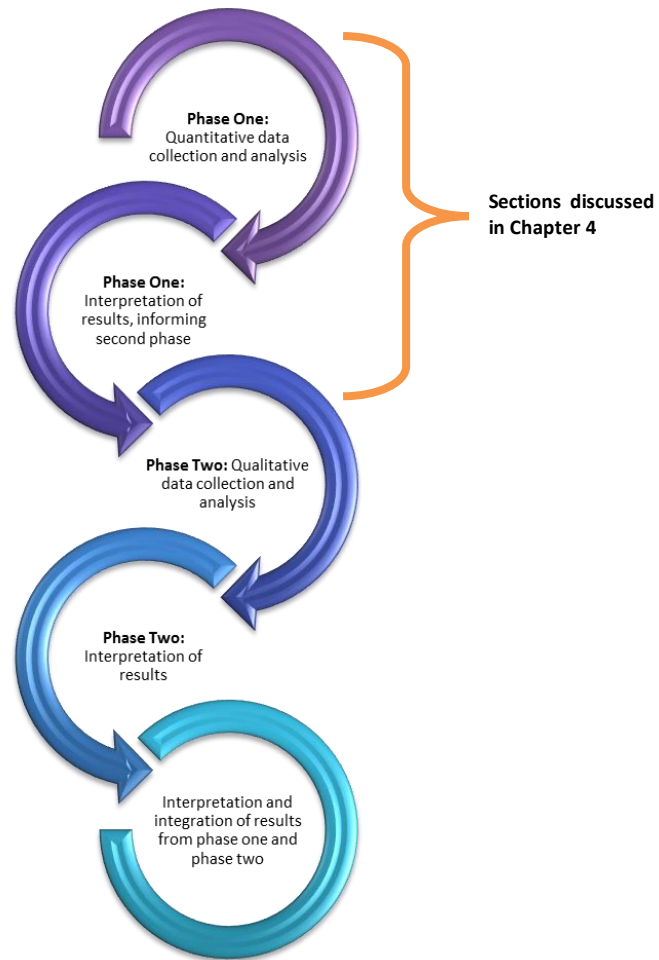 Phase One:
Quantitative data
collection and analysis
Sections discussed
in Chapter 4
Phase One:
Interpretation of
results, informing
second phase
Phase Two: Qualitative
data collection and
analysis
Phase Two:
Interpretation of
results
Interpretation and
integration of results
from phase one and
phase two